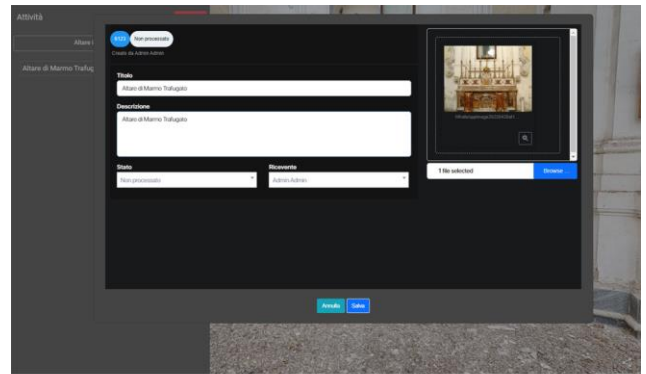 Attività
Altare
Altare di Marmo Trafug
#123 Non processato
Creato da Admin Admin
Titolo
Altare di Marmo Trafugato
Descrizione
Altare di Marmo Trafugato
Stato
Ricevente
Non processato
Admin Admin
1 file selected
Browse ...
Annulla
Salva